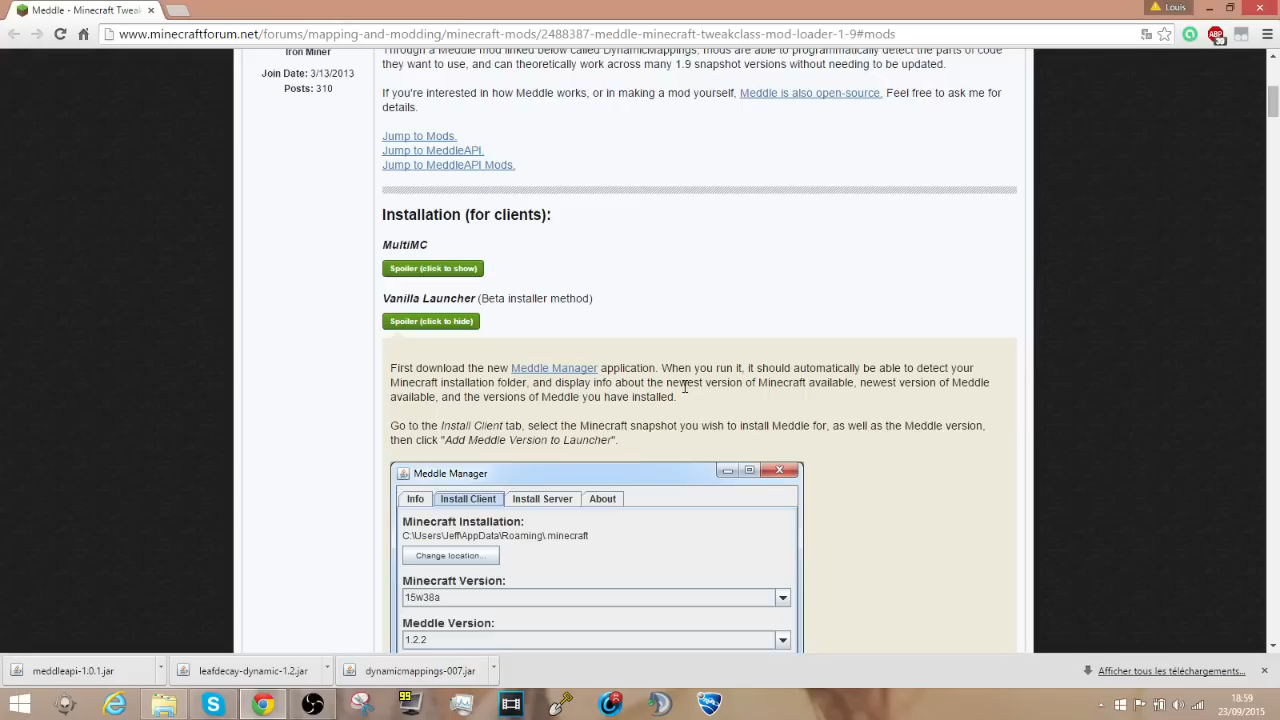 Meddle - Minecraft Tweak
Louis
www.minecraftforum.net/forums/mapping-and-modding/minecraft-mods/2488387-meddle-minecraft-tweakclass-mod-loader-1-9#mods
Iron Miner
Join Date: 3/13/2013
Posts: 310
Through a Meddle mod linked below called DynamicMappings, mods are able to programmatically detect the parts of code
they want to use, and can theoretically work across many 1.9 snapshot versions without needing to be updated.
If you're interested in how Meddle works, or in making a mod yourself, Meddle is also open-source. Feel free to ask me for
details.
Jump to Mods.
Jump to MeddleAPI.
Jump to MeddleAPI Mods.
Installation (for clients):
MultiMC
Spoiler (click to show)
Vanilla Launcher (Beta installer method)
Spoiler (click to hide)
First download the new Meddle Manager application. When you run it, it should automatically be able to detect your
Minecraft installation folder, and display info about the newest version of Minecraft available, newest version of Meddle
available, and the versions of Meddle you have installed.
Go to the Install Client tab, select the Minecraft snapshot you wish to install Meddle for, as well as the Meddle version,
then click "Add Meddle Version to Launcher".
Meddle Manager
Info Install Client Install Server About
Minecraft Installation:
C:\Users\Jeff\AppData\Roaming\.minecraft
Change location...
Minecraft Version:
15w38a
Meddle Version:
1.2.2
meddleapi-1.0.1.jar leafdecay-dynamic-1.2.jar dynamicmappings-007.jar Afficher tous les téléchargements...
18:59
23/09/2015